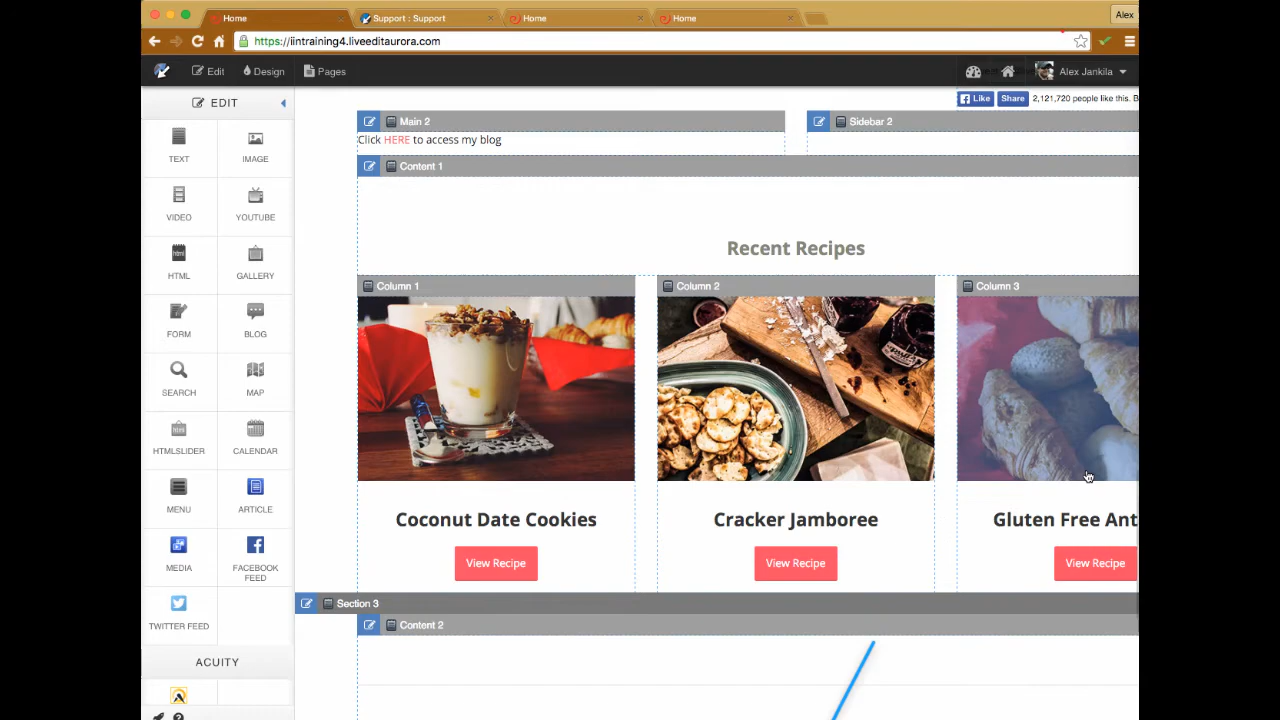 Home
Support : Support
Home
Home
Alex
https://iintraining4.liveeditaurora.com
Edit
Design
Pages
Alex Jankila
EDIT
Like
Share
2,121,720 people like this. B
TEXT
IMAGE
VIDEO
YOUTUBE
HTML
GALLERY
FORM
BLOG
SEARCH
MAP
HTMLSLIDER
CALENDAR
MENU
ARTICLE
MEDIA
FACEBOOK
FEED
TWITTER FEED
ACUITY
Main 2
Sidebar 2
Click HERE to access my blog
Content 1
Recent Recipes
Column 1
Column 2
Column 3
Coconut Date Cookies
Cracker Jamboree
Gluten Free Ant
View Recipe
View Recipe
View Recipe
Section 3
Content 2